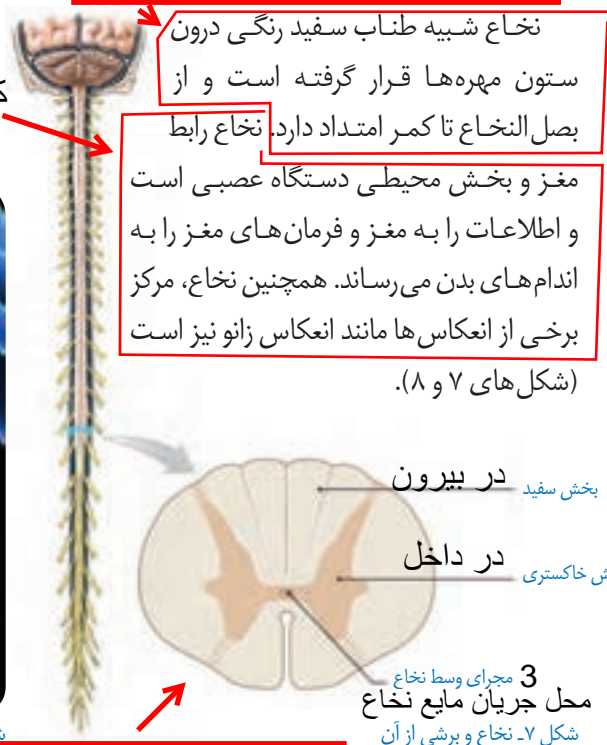 نخاع شبیه طناب سفید رنگی درون
ستون مهره‌ها قرار گرفته است و از
بصل‌النخاع تا کمر امتداد دارد. نخاع رابط
مغز و بخش محیطی دستگاه عصبی است
و اطلاعات را به مغز و فرمان‌های مغز را به
اندام‌های بدن می‌رساند. همچنین نخاع، مرکز
برخی از انعکاس‌ها مانند انعکاس زانو نیز است
(شکل‌های ۷ و ۸).
بخش سفید در بیرون
خاکستری در داخل
3 مجرای وسط نخاع
محل جریان مایع نخاع
شکل ۷ـ نخاع و برشی از آن